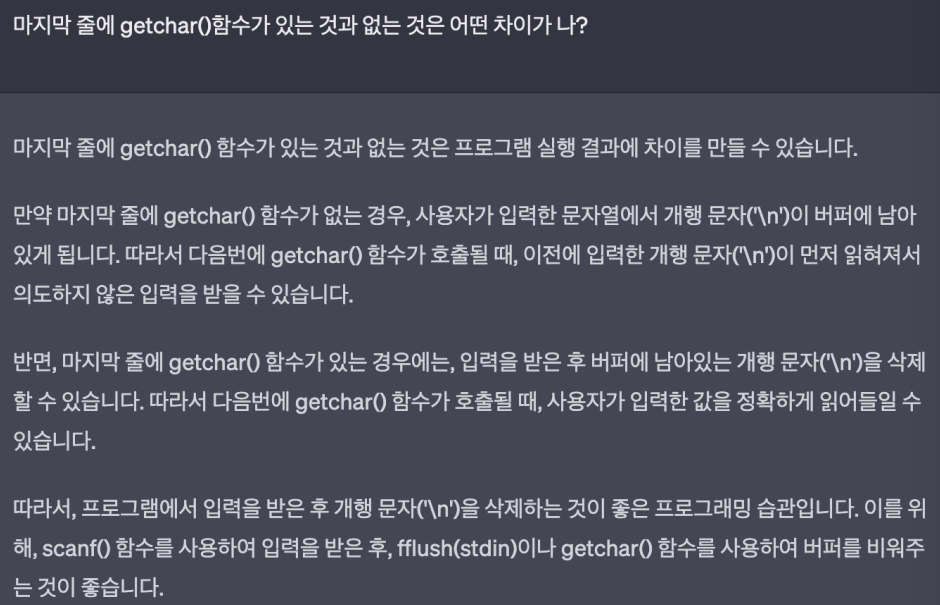 마지막 줄에 getchar()함수가 있는 것과 없는 것은 어떤 차이가 나?
마지막 줄에 getchar() 함수가 있는 것과 없는 것은 프로그램 실행 결과에 차이를 만들 수 있습니다.
만약 마지막 줄에 getchar() 함수가 없는 경우, 사용자가 입력한 문자열에서 개행 문자('\n')이 버퍼에 남아
있게 됩니다. 따라서 다음번에 getchar() 함수가 호출될 때, 이전에 입력한 개행 문자('\n')이 먼저 읽혀져서
의도하지 않은 입력을 받을 수 있습니다.
반면, 마지막 줄에 getchar() 함수가 있는 경우에는, 입력을 받은 후 버퍼에 남아있는 개행 문자('\n')을 삭제
할 수 있습니다. 따라서 다음번에 getchar() 함수가 호출될 때, 사용자가 입력한 값을 정확하게 읽어들일 수
있습니다.
따라서, 프로그램에서 입력을 받은 후 개행 문자('\n')을 삭제하는 것이 좋은 프로그래밍 습관입니다. 이를 위
해, scanf() 함수를 사용하여 입력을 받은 후, fflush(stdin)이나 getchar() 함수를 사용하여 버퍼를 비워주
는 것이 좋습니다.